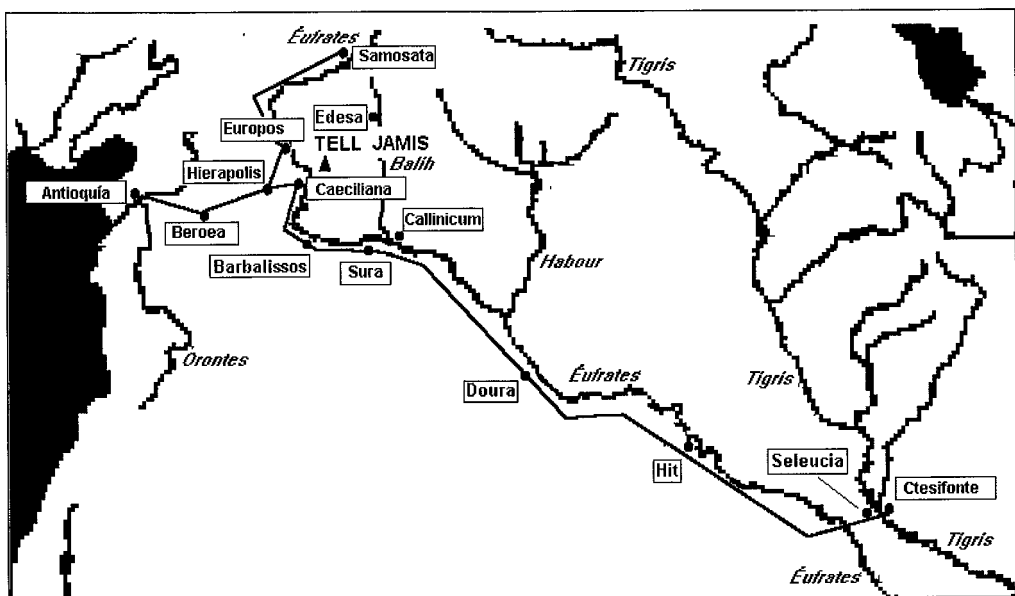 Éufrates
Samosata
Tigris
Edesa
Europos
TELL JAMIS
Balih
Hierapolis
Antioquía
Caeciliana
Beroea
Callinicum
Barbalissos
Sura
Habour
Orontes
Doura
Éufrates
Tigris
Hit
Seleucia
Ctesifonte
Tigris
Éufrates